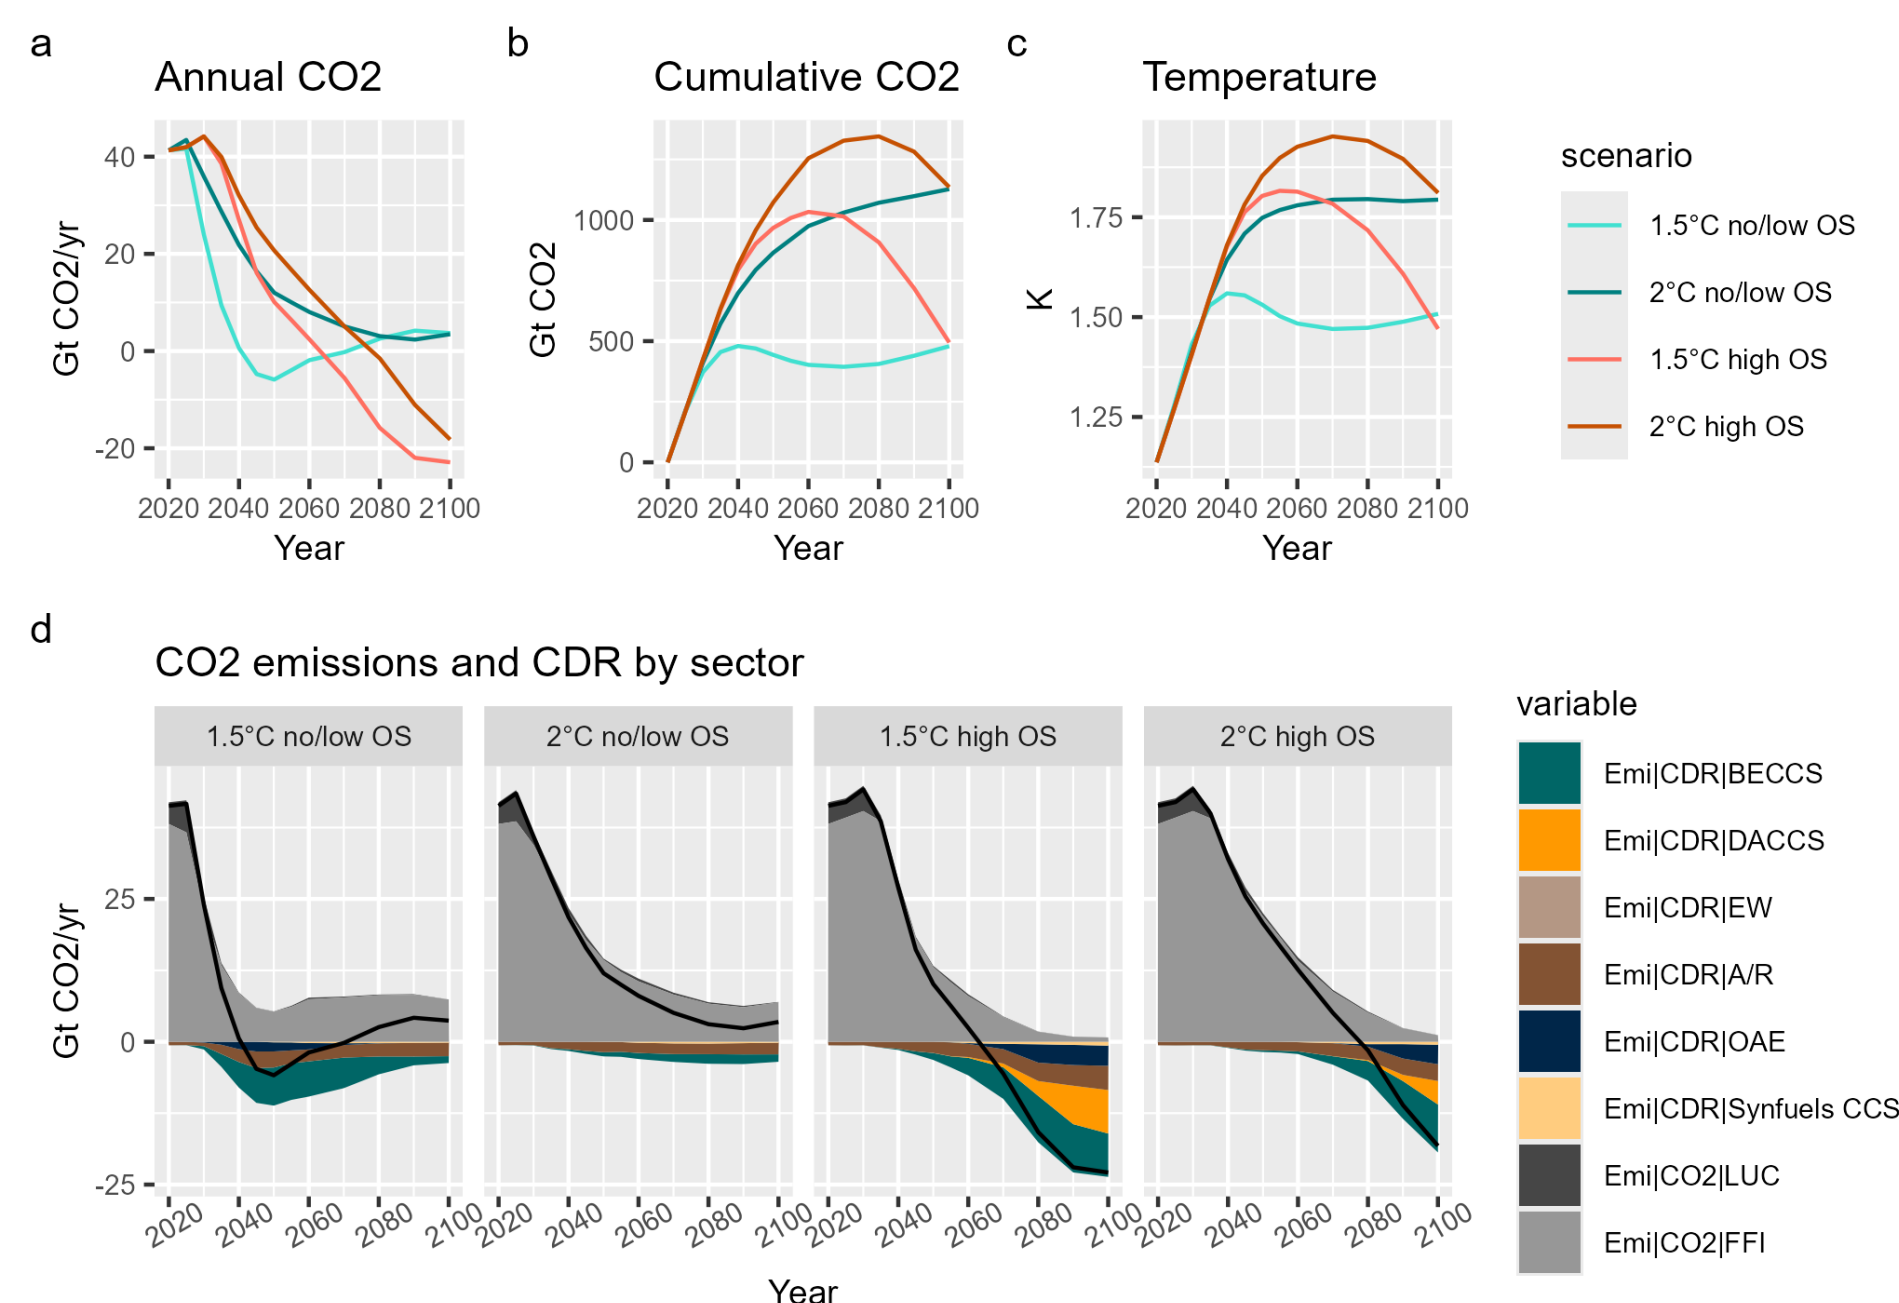 a
Annual CO2
Gt CO2/yr
40
20
0
-20
2020 2040 2060 2080 2100
Year
b
Cumulative CO2
Gt CO2
1000
500
0
2020 2040 2060 2080 2100
Year
c
Temperature
K
1.75
1.50
1.25
2020 2040 2060 2080 2100
Year
scenario
1.5°C no/low OS
2°C no/low OS
1.5°C high OS
2°C high OS
d
CO2 emissions and CDR by sector
1.5°C no/low OS
2°C no/low OS
1.5°C high OS
2°C high OS
Gt CO2/yr
25
0
-25
2020 2040 2060 2080 2100
2020 2040 2060 2080 2100
2020 2040 2060 2080 2100
2020 2040 2060 2080 2100
Year
variable
Emi|CDR|BECCS
Emi|CDR|DACCS
Emi|CDR|EW
Emi|CDR|A/R
Emi|CDR|OAE
Emi|CDR|Synfuels CCS
Emi|CO2|LUC
Emi|CO2|FFI